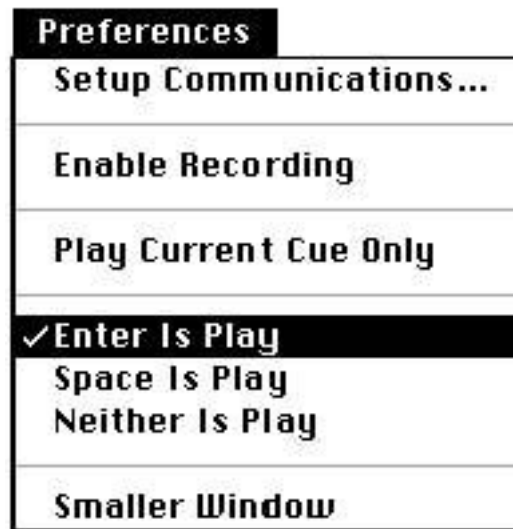 Preferences
Setup Communications...
Enable Recording
Play Current Cue Only
✓Enter Is Play
Space Is Play
Neither Is Play
Smaller Window